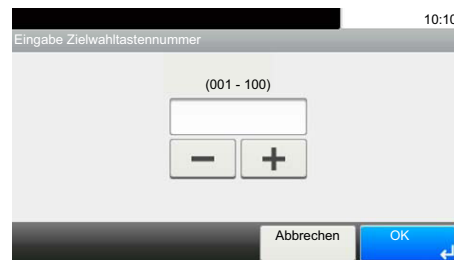 10:10
Eingabe Zielwahltastennummer
(001 - 100)
Abbrechen
OK